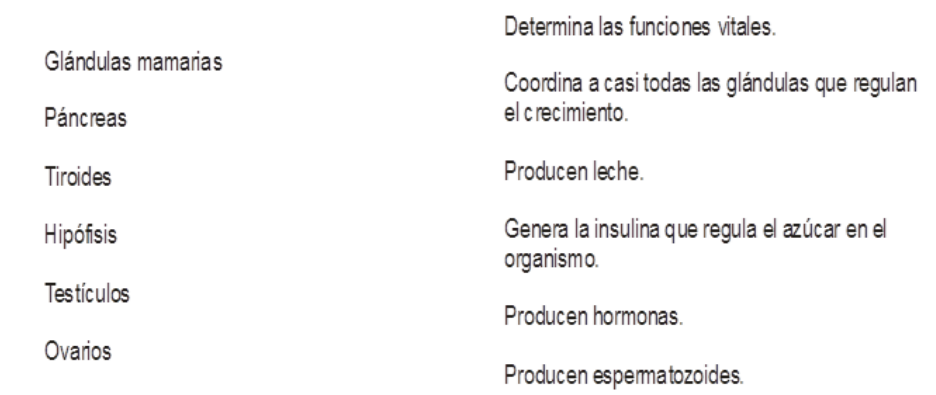 Glándulas mamarias
Páncreas
Tiroides
Hipófisis
Testículos
Ovarios
Determina las funciones vitales.
Coordina a casi todas las glándulas que regulan
el crecimiento.
Producen leche.
Genera la insulina que regula el azúcar en el
organismo.
Producen hormonas.
Producen espermatozoides.